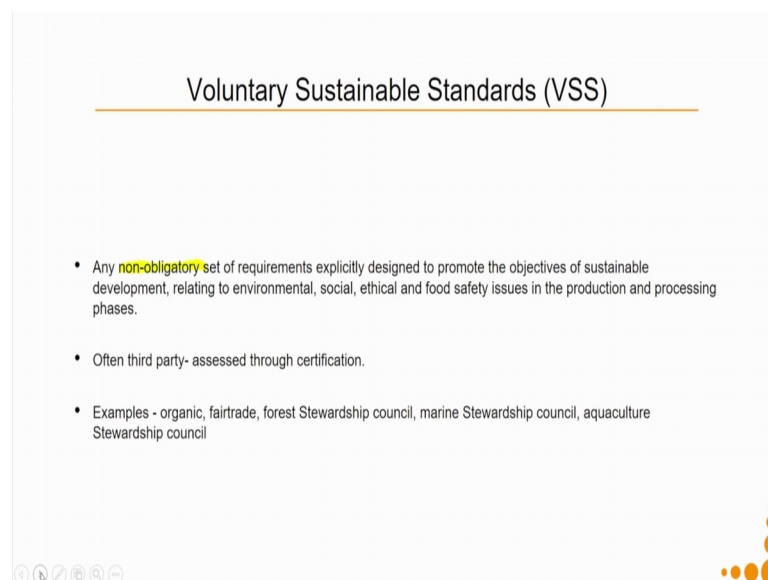 Voluntary Sustainable Standards (VSS)
• Any non-obligatory set of requirements explicitly designed to promote the objectives of sustainable
development, relating to environmental, social, ethical and food safety issues in the production and processing
phases.
• Often third party- assessed through certification.
• Examples - organic, fairtrade, forest Stewardship council, marine Stewardship council, aquaculture
Stewardship council